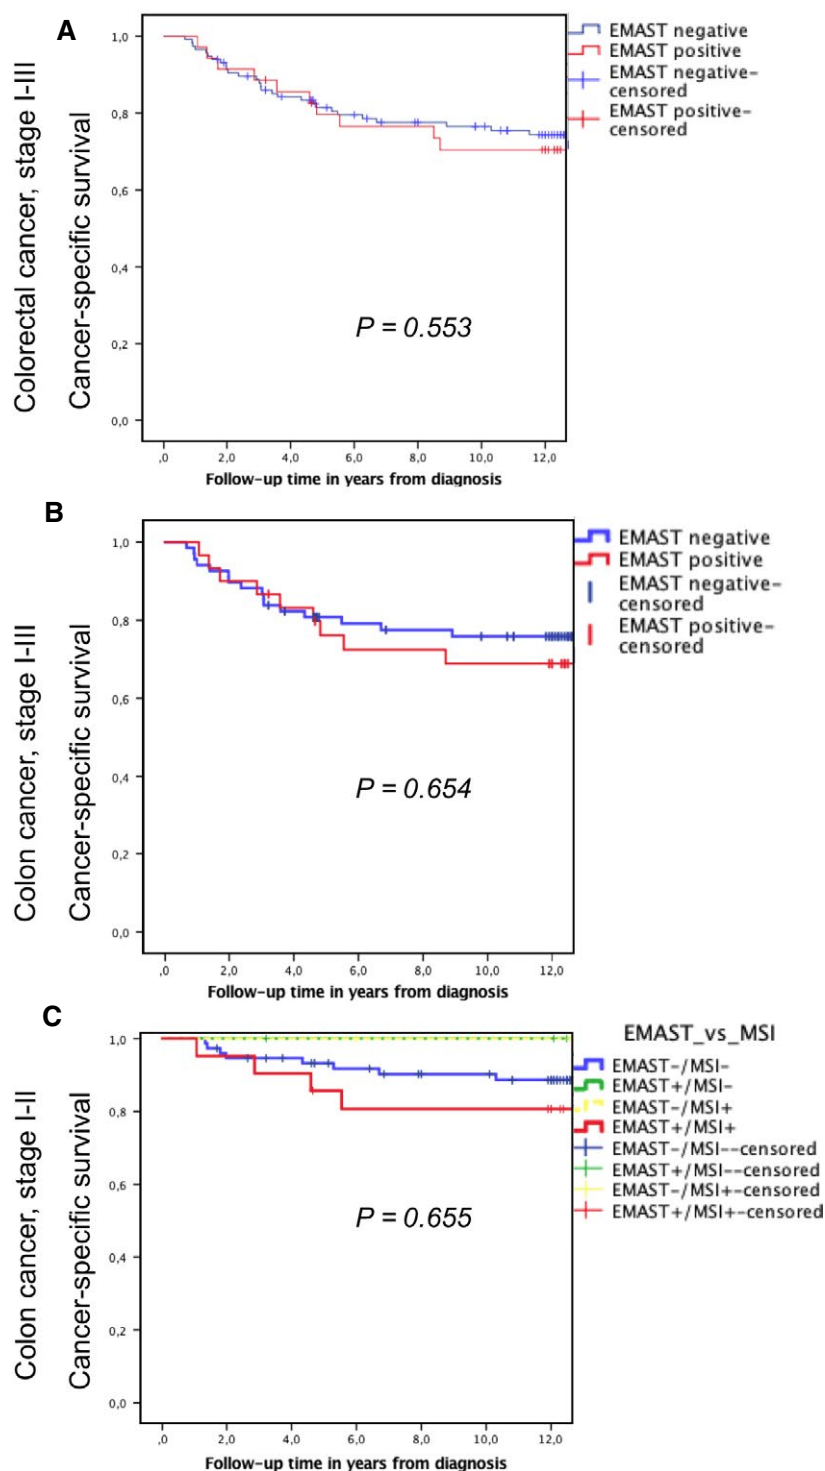 A
Colorectal cancer, stage I-III
Cancer-specific survival
1,0
0,8
0,6
0,4
0,2
0,0
P = 0.553
,0 2,0 4,0 6,0 8,0 10,0 12,0
Follow-up time in years from diagnosis
EMAST negative
EMAST positive
EMAST negative-
censored
EMAST positive-
censored
B
Colon cancer, stage I-III
Cancer-specific survival
1,0
0,8
0,6
0,4
0,2
0,0
P = 0.654
,0 2,0 4,0 6,0 8,0 10,0 12,0
Follow-up time in years from diagnosis
EMAST negative
EMAST positive
EMAST negative-
censored
EMAST positive-
censored
C
Colon cancer, stage I-II
Cancer-specific survival
1,0
0,8
0,6
0,4
0,2
0,0
P = 0.655
,0 2,0 4,0 6,0 8,0 10,0 12,0
Follow-up time in years from diagnosis
EMAST_vs_MSI
EMAST-/MSI-
EMAST+/MSI-
EMAST-/MSI+
EMAST+/MSI+
EMAST-/MSI--censored
EMAST+/MSI--censored
EMAST-/MSI+-censored
EMAST+/MSI+-censored